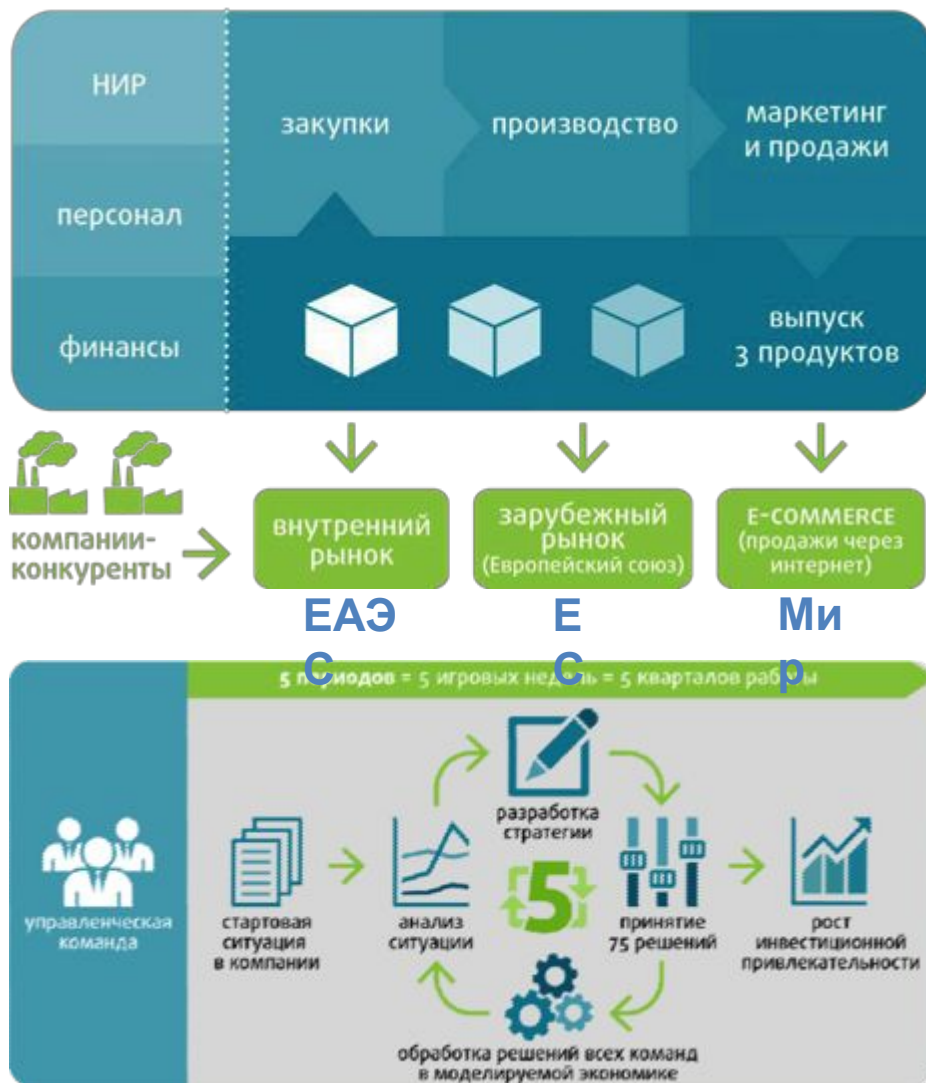 НИР
персонал
финансы
закупки
производство
маркетинг
и продажи
выпуск
3 продуктов
компании-
конкуренты
внутренний
рынок
зарубежный
рынок
(Европейский союз)
E-COMMERCE
(продажи через
интернет)
ЕАЭ
С
Е
С
Ми
р
5 периодов = 5 игровых недель = 5 кварталов работы
управленческая
команда
стартовая
ситуация
в компании
анализ
ситуации
разработка
стратегии
5
принятие
75 решений
рост
инвестиционной
привлекательности
обработка решений всех команд
в моделируемой экономике